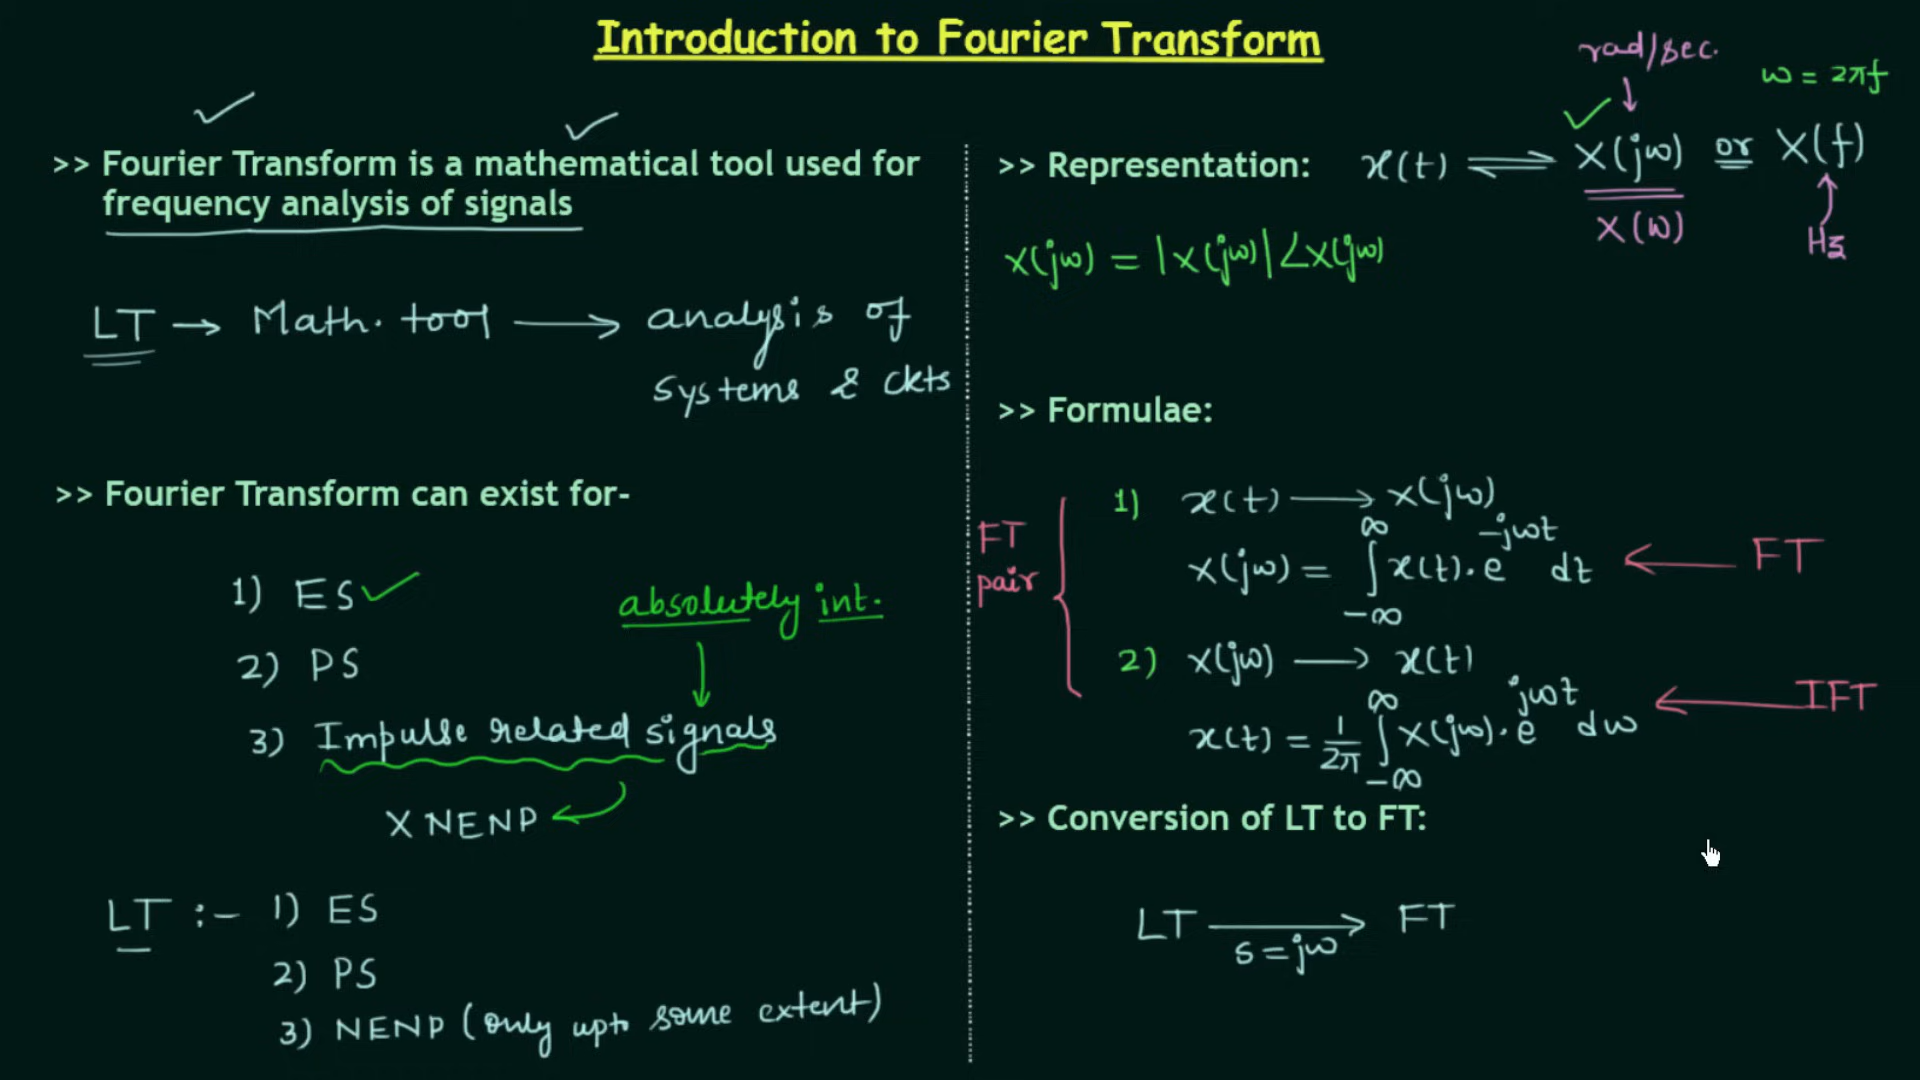 Introduction to Fourier Transform
>> Fourier Transform is a mathematical tool used for
frequency analysis of signals
LT → Math. tool → analysis of
systems & ckts
>> Fourier Transform can exist for-
1) ES
absolutely int.
2) PS
3) Impulse related signals
X NENP
LT :- 1) ES
2) PS
3) NENP (only upto some extent)
rad/sec.
ω = 2πf
>> Representation: x(t) ⇌ X(jω) or X(f)
X(ω)
Hz
X(jω) = |X(jω)| ∠X(jω)
>> Formulae:
FT
pair
1) x(t) → X(jω)
X(jω) = ∫_{-∞}^{∞} x(t)·e^{-jωt} dt ← FT
2) X(jω) → x(t)
x(t) = 1/2π ∫_{-∞}^{∞} X(jω)·e^{jωt} dω ← IFT
>> Conversion of LT to FT:
LT → FT
s=jω